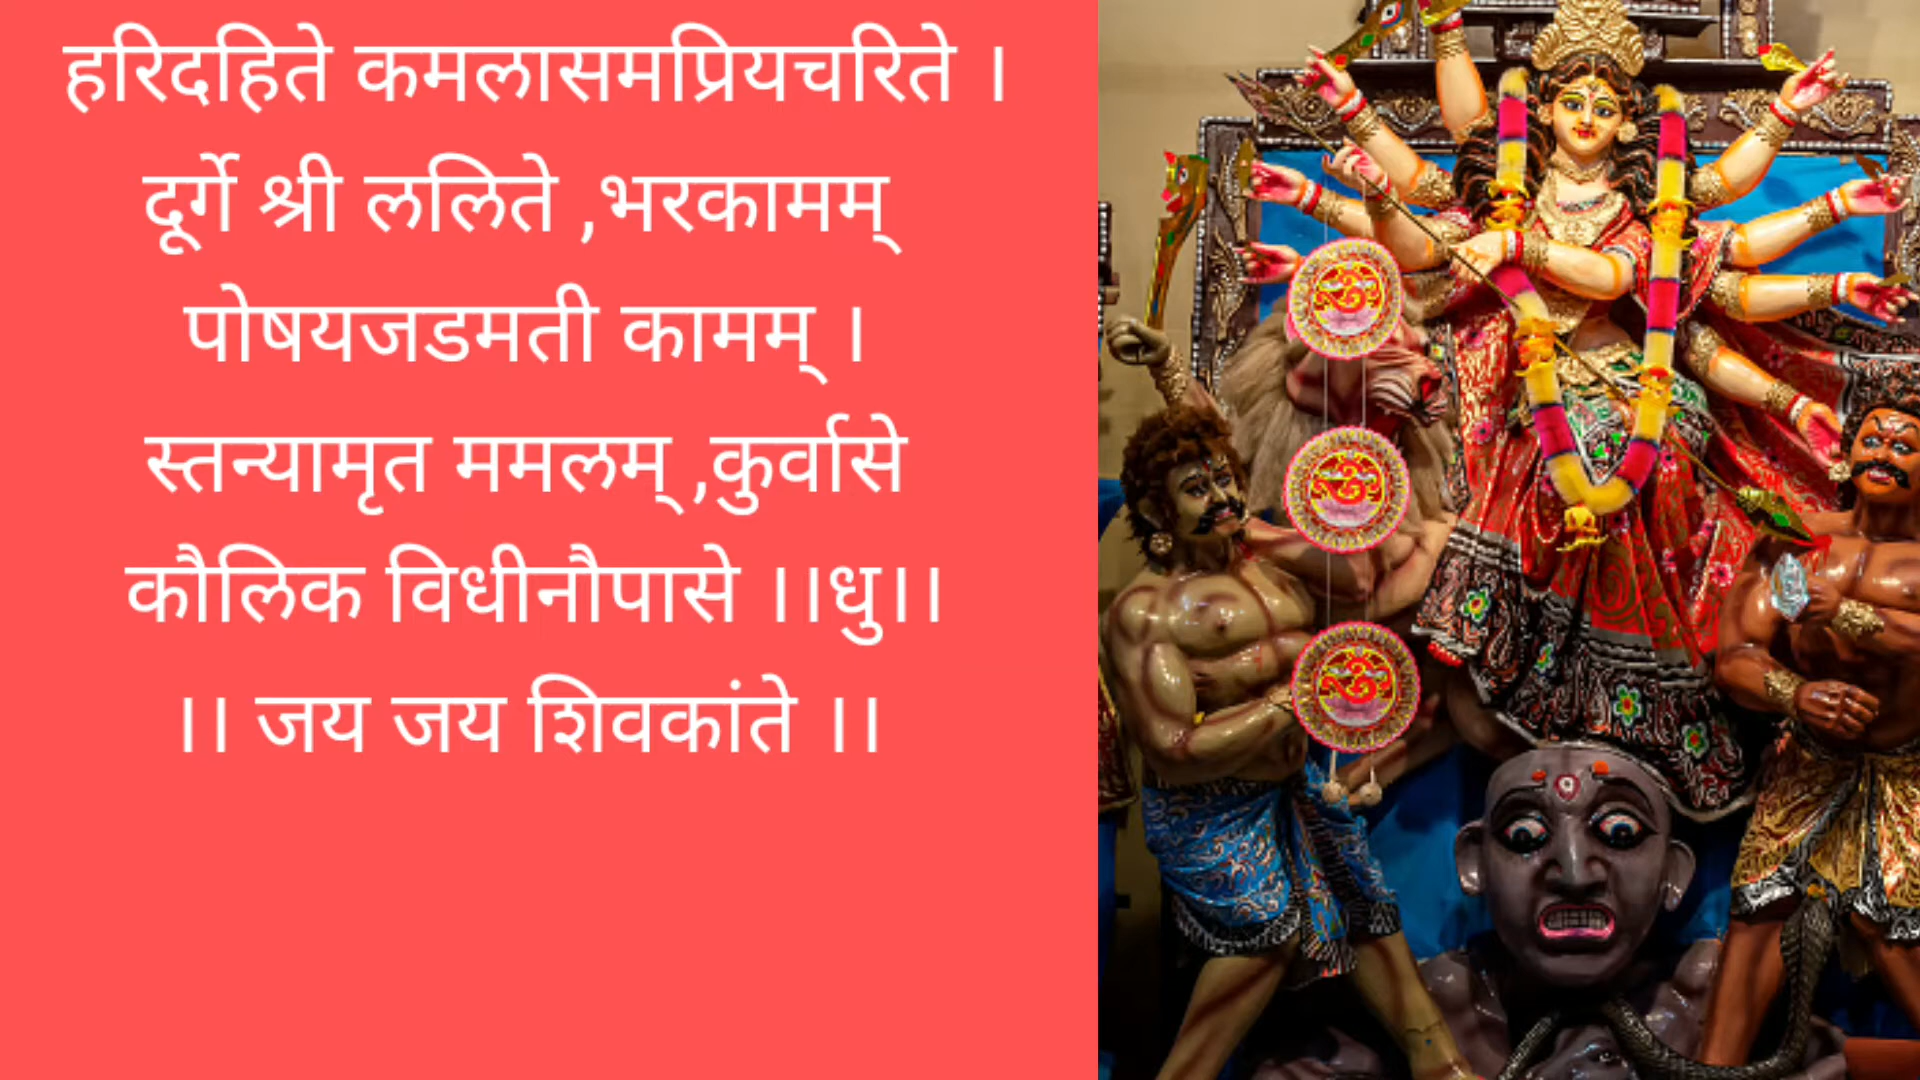 हरिदहिते कमलासमप्रियचरिते ।
दूर्गे श्री ललिते ,भरकामम्
पोषयजडमती कामम् ।
स्तन्यामृत ममलम् ,कुर्वासे
कौलिक विधीनौपासे ।।धु।।
।। जय जय शिवकांते ।।